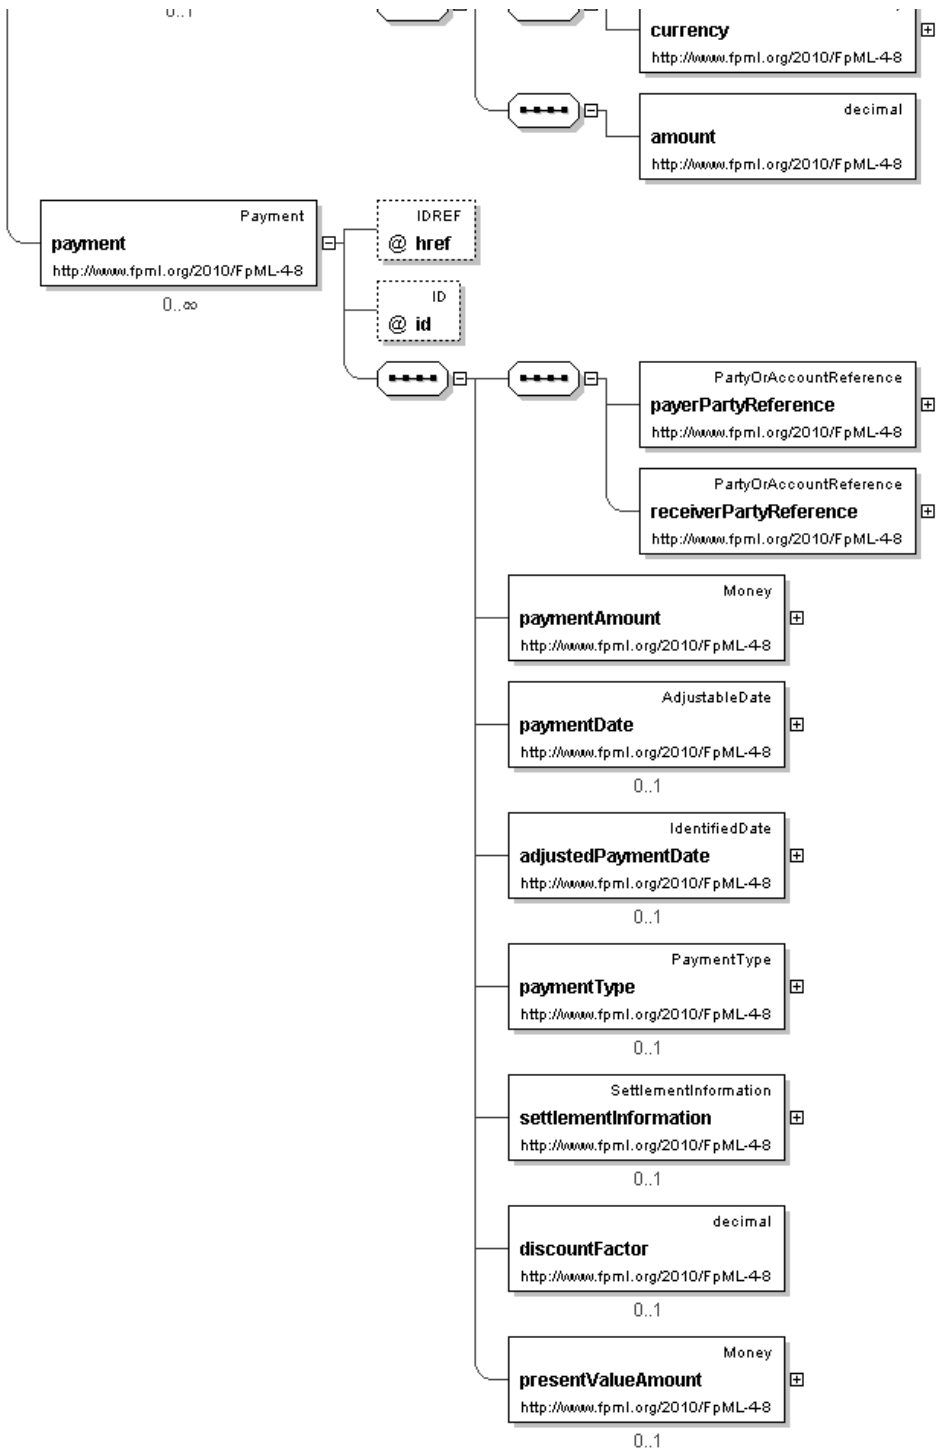 0..1
currency
http://www.fpml.org/2010/FpML-4-8
decimal
amount
http://www.fpml.org/2010/FpML-4-8
Payment
payment
http://www.fpml.org/2010/FpML-4-8
0..∞
IDREF
@ href
ID
@ id
PartyOrAccountReference
payerPartyReference
http://www.fpml.org/2010/FpML-4-8
PartyOrAccountReference
receiverPartyReference
http://www.fpml.org/2010/FpML-4-8
Money
paymentAmount
http://www.fpml.org/2010/FpML-4-8
AdjustableDate
paymentDate
http://www.fpml.org/2010/FpML-4-8
0..1
IdentifiedDate
adjustedPaymentDate
http://www.fpml.org/2010/FpML-4-8
0..1
PaymentType
paymentType
http://www.fpml.org/2010/FpML-4-8
0..1
SettlementInformation
settlementInformation
http://www.fpml.org/2010/FpML-4-8
0..1
decimal
discountFactor
http://www.fpml.org/2010/FpML-4-8
0..1
Money
presentValueAmount
http://www.fpml.org/2010/FpML-4-8
0..1